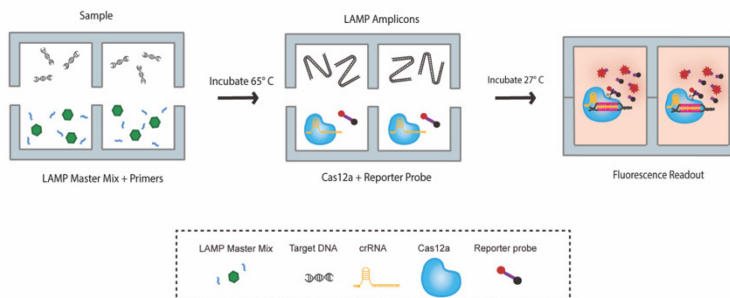 Sample
LAMP Amplicons
Incubate 65° C
Incubate 27° C
LAMP Master Mix + Primers
Cas12a + Reporter Probe
Fluorescence Readout
LAMP Master Mix
Target DNA
crRNA
Cas12a
Reporter probe